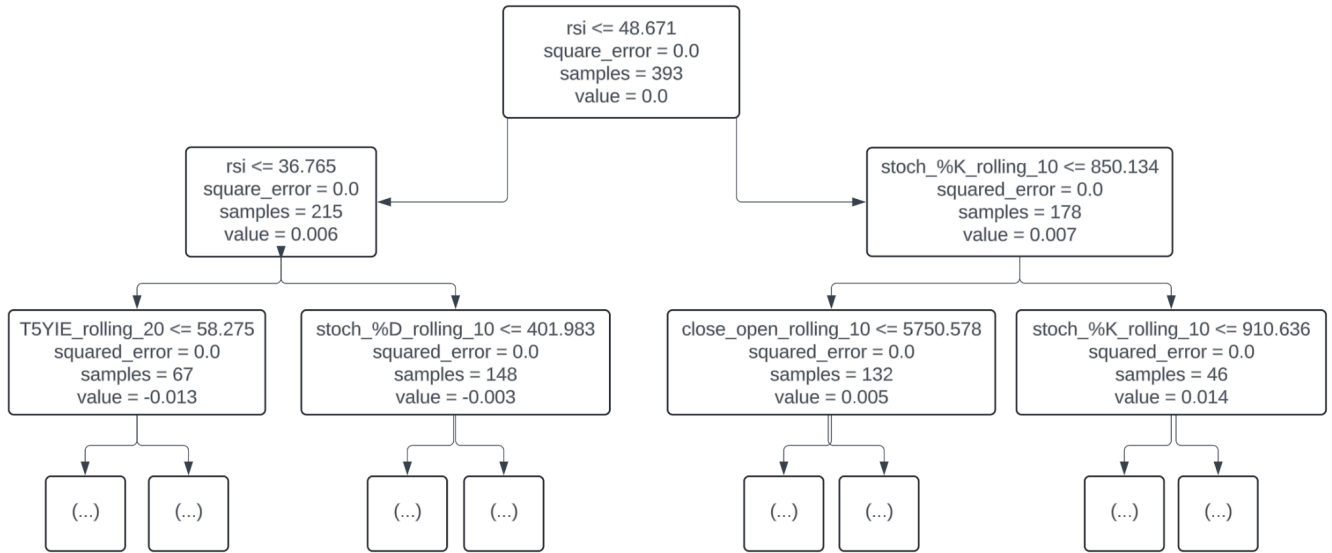 rsi <= 48.671
square_error = 0.0
samples = 393
value = 0.0
rsi <= 36.765
square_error = 0.0
samples = 215
value = 0.006
stoch_%K_rolling_10 <= 850.134
squared_error = 0.0
samples = 178
value = 0.007
T5YIE_rolling_20 <= 58.275
squared_error = 0.0
samples = 67
value = -0.013
stoch_%D_rolling_10 <= 401.983
squared_error = 0.0
samples = 148
value = -0.003
close_open_rolling_10 <= 5750.578
squared_error = 0.0
samples = 132
value = 0.005
stoch_%K_rolling_10 <= 910.636
squared_error = 0.0
samples = 46
value = 0.014
(...)
(...)
(...)
(...)
(...)
(...)
(...)
(...)